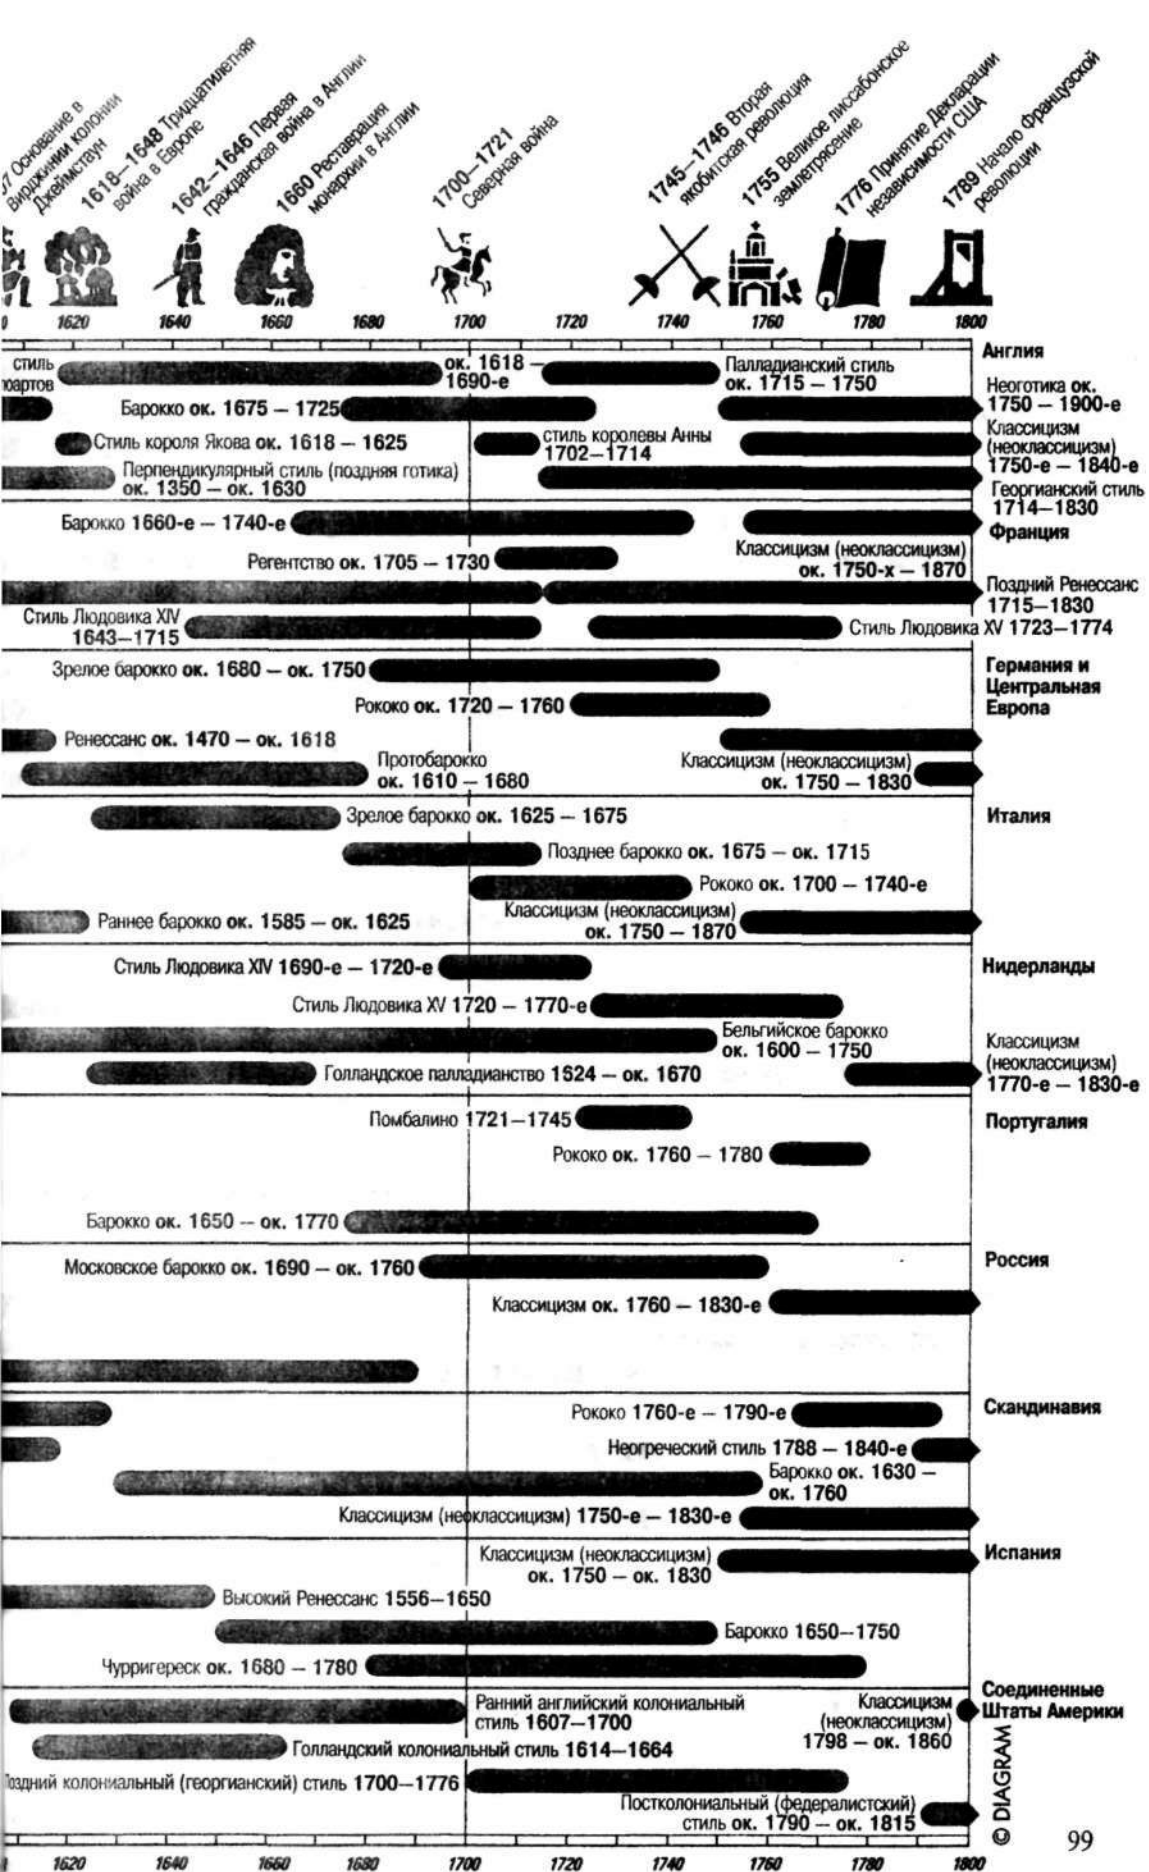 Основание в
Вирджинии колонии
Джеймстаун
1618—1648 Тридцатилетняя
война в Европе
1642—1646 Первая
гражданская война в Англии
1660 Реставрация
монархии в Англии
1700—1721
Северная война
1745—1746 Вторая
якобитская революция
1755 Великое лиссабонское
землетрясение
1776 Принятие Декларации
независимости США
1789 Начало Французской
революции
1620 1640 1660 1680 1700 1720 1740 1760 1780 1800
Англия
стиль
ок. 1618 —
1690-е
Палладианский стиль
ок. 1715 — 1750
Неоготика ок.
1750 — 1900-е
Барокко ок. 1675 — 1725
Стиль короля Якова ок. 1618 — 1625
стиль королевы Анны
1702—1714
Классицизм
(неоклассицизм)
1750-е — 1840-е
Перпендикулярный стиль (поздняя готика)
ок. 1350 — ок. 1630
Георгианский стиль
1714—1830
Франция
Барокко 1660-е — 1740-е
Классицизм (неоклассицизм)
ок. 1750-х — 1870
Регентство ок. 1705 — 1730
Поздний Ренессанс
1715—1830
Стиль Людовика XIV
1643—1715
Стиль Людовика XV 1723—1774
Германия и
Центральная
Европа
Зрелое барокко ок. 1680 — ок. 1750
Рококо ок. 1720 — 1760
Ренессанс ок. 1470 — ок. 1618
Протобарокко
ок. 1610 — 1680
Классицизм (неоклассицизм)
ок. 1750 — 1830
Италия
Зрелое барокко ок. 1625 — 1675
Позднее барокко ок. 1675 — ок. 1715
Рококо ок. 1700 — 1740-е
Раннее барокко ок. 1585 — ок. 1625
Классицизм (неоклассицизм)
ок. 1750 — 1870
Нидерланды
Стиль Людовика XIV 1690-е — 1720-е
Стиль Людовика XV 1720 — 1770-е
Бельгийское барокко
ок. 1600 — 1750
Голландское палладианство 1624 — ок. 1670
Классицизм
(неоклассицизм)
1770-е — 1830-е
Португалия
Помбалино 1721—1745
Рококо ок. 1760 — 1780
Барокко ок. 1650 -- ок. 1770
Россия
Московское барокко ок. 1690 — ок. 1760
Классицизм ок. 1760 — 1830-е
Скандинавия
Рококо 1760-е — 1790-е
Неогреческий стиль 1788 — 1840-е
Барокко ок. 1630 —
ок. 1760
Классицизм (неоклассицизм) 1750-е — 1830-е
Испания
Классицизм (неоклассицизм)
ок. 1750 — ок. 1830
Высокий Ренессанс 1556—1650
Барокко 1650—1750
Чурригереск ок. 1680 — 1780
Соединенные
Штаты Америки
Ранний английский колониальный
стиль 1607—1700
Классицизм
(неоклассицизм)
1798 — ок. 1860
Голландский колониальный стиль 1614—1664
колониальный (георгианский) стиль 1700—1776
Постколониальный (федералистский)
стиль ок. 1790 — ок. 1815
© DIAGRAM
1620 1640 1660 1680 1700 1720 1740 1760 1780 1800
99